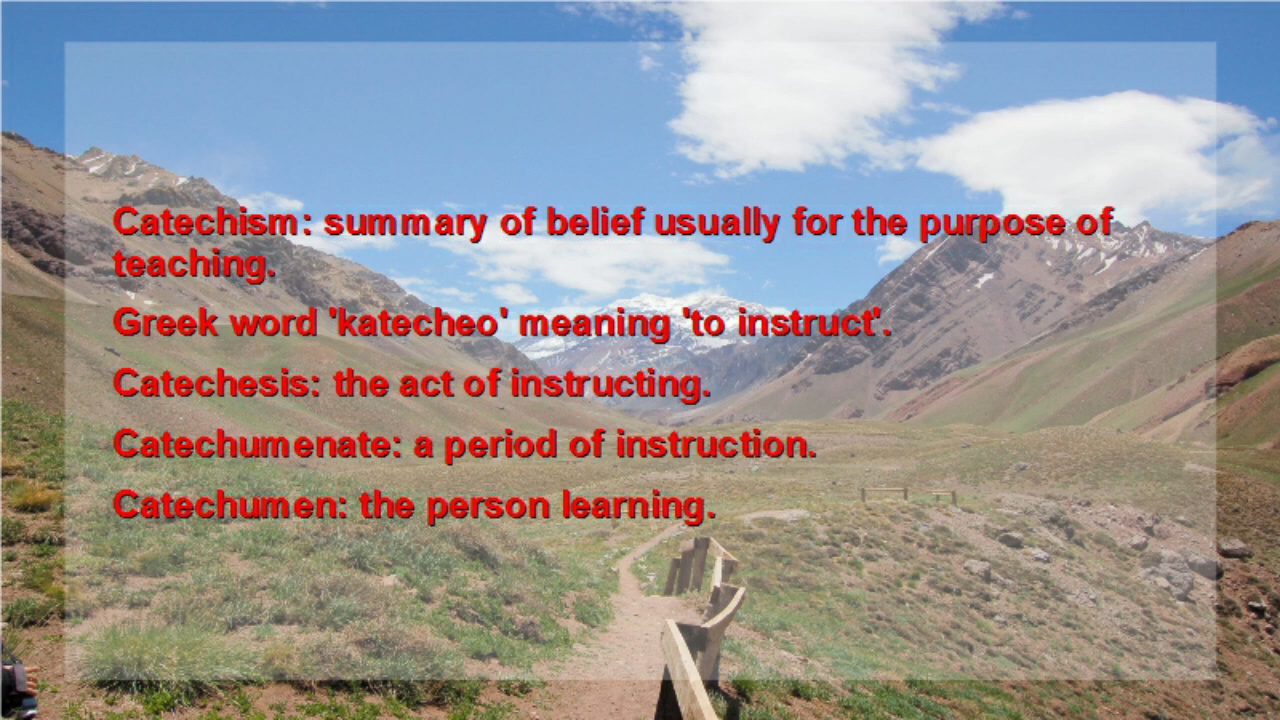 Catechism: summary of belief usually for the purpose of
teaching.
Greek word 'katecheo' meaning 'to instruct'.
Catechesis: the act of instructing.
Catechumenate: a period of instruction.
Catechumen: the person learning.